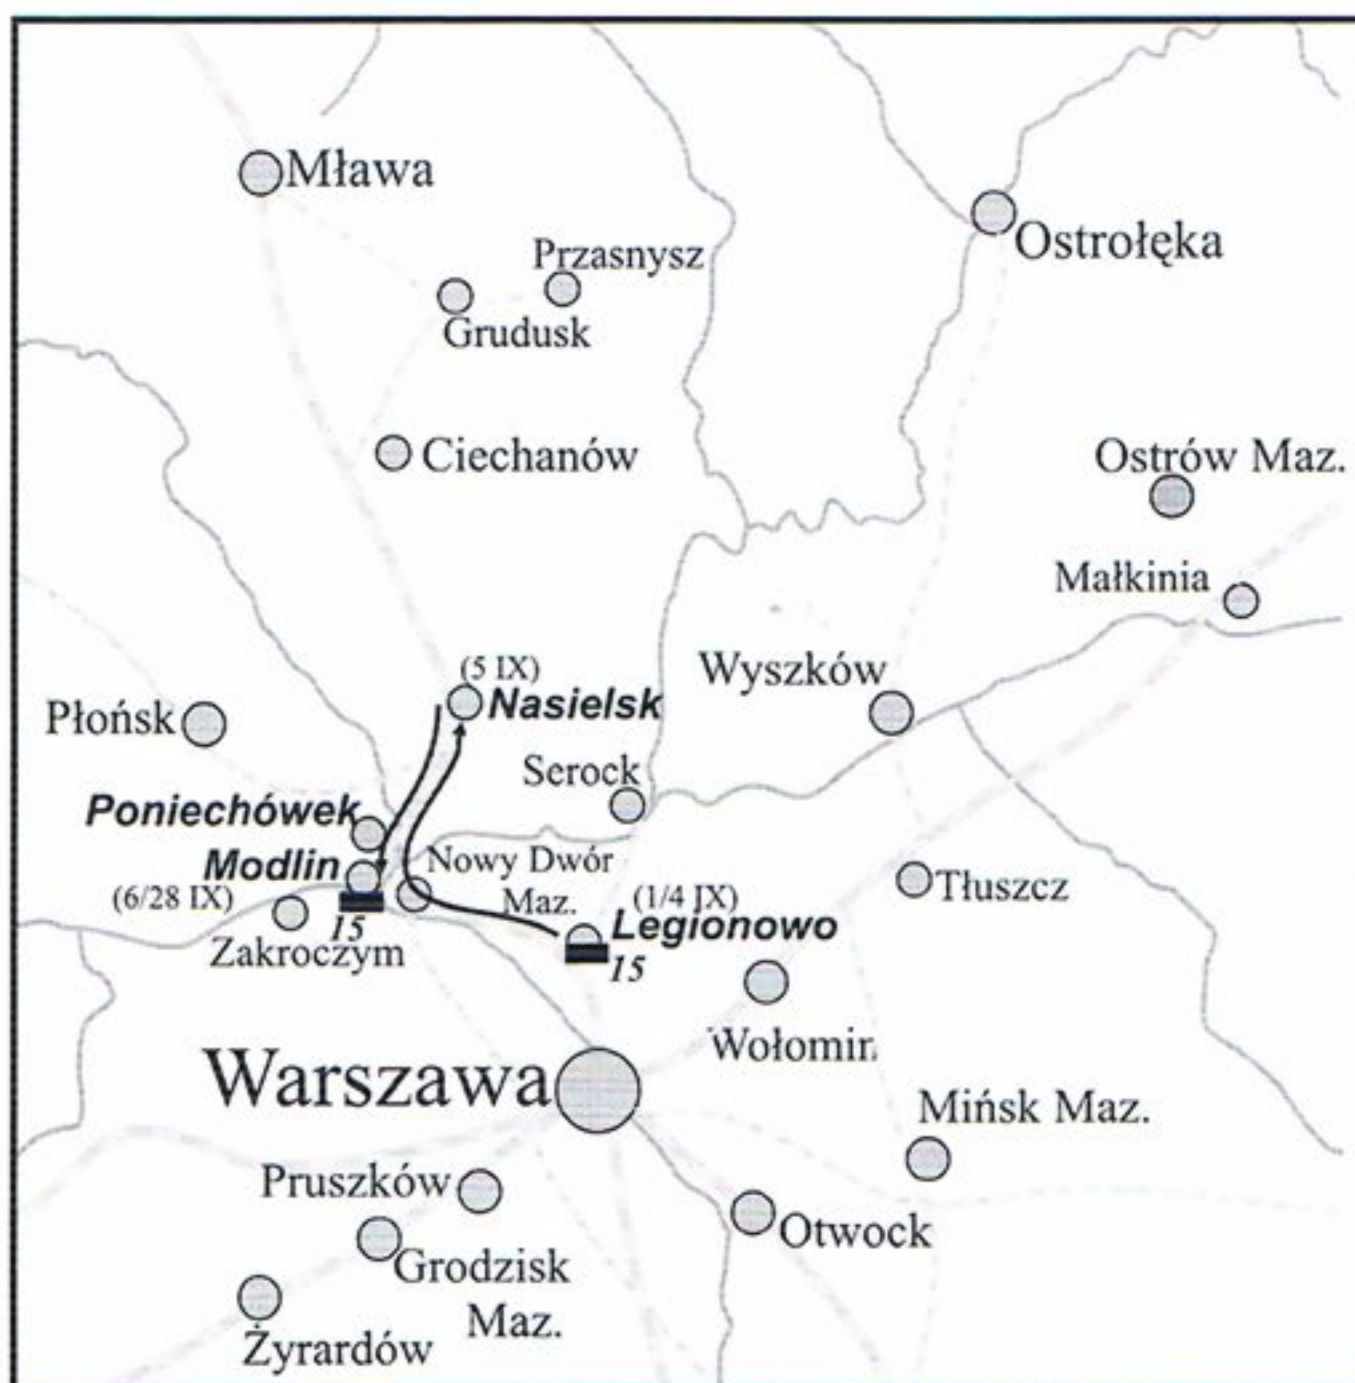 Mława
Ostrołęka
Przasnysz
Grudusk
Ciechanów
Ostrów Maz.
Małkinia
(5 IX)
Nasielsk
Wyszków
Płońsk
Serock
Poniechówek
Modlin
Nowy Dwór
Maz.
(6/28 IX)
(1/4 IX)
Tłuszcz
15
Legionowo
Zakroczym
15
Wołomin
Warszawa
Mińsk Maz.
Pruszków
Otwock
Grodzisk
Maz.
Żyrardów